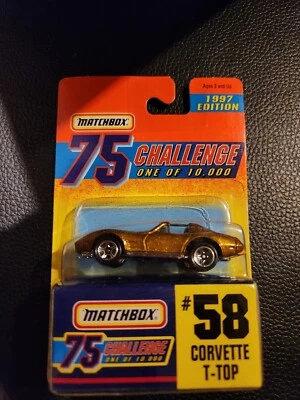 Ages 3 and up
1997
EDITION
MATCHBOX
75 CHALLENGE
ONE OF 10,000
MATCHBOX
75 CHALLENGE
ONE OF 10,000
#58
CORVETTE
T-TOP